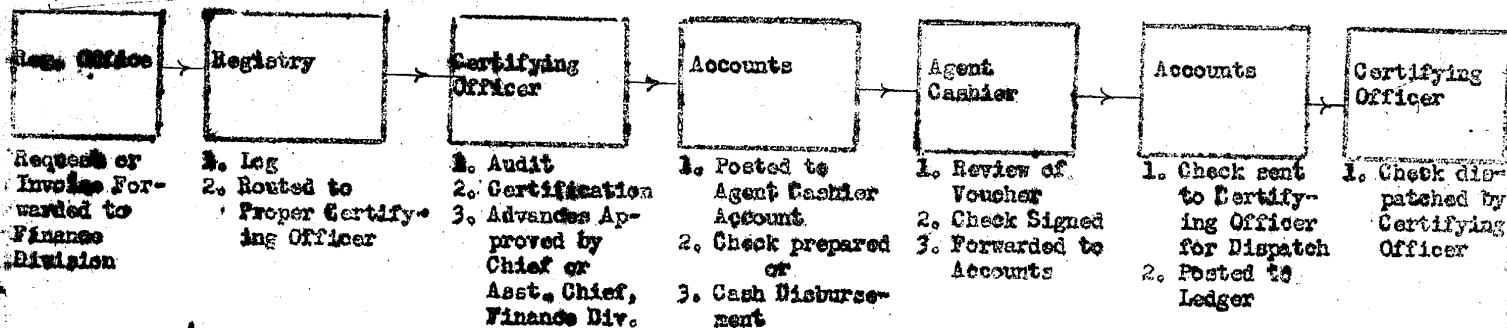 Req. Office
Registry
Certifying
Officer
Accounts
Agent
Cashier
Accounts
Certifying
Officer
Request or
Invoice For-
warded to
Finance
Division
1. Log
2. Routed to
Proper Certify-
ing Officer
1. Audit
2. Certification
3. Advances Ap-
proved by
Chief or
Asst. Chief,
Finance Div.
1. Posted to
Agent Cashier
Account
2. Check prepared
or
3. Cash Disburse-
ment
1. Review of
Voucher
2. Check Signed
3. Forwarded to
Accounts
1. Check sent
to Certify-
ing Officer
for Dispatch
2. Posted to
Ledger
1. Check dis-
patched by
Certifying
Officer